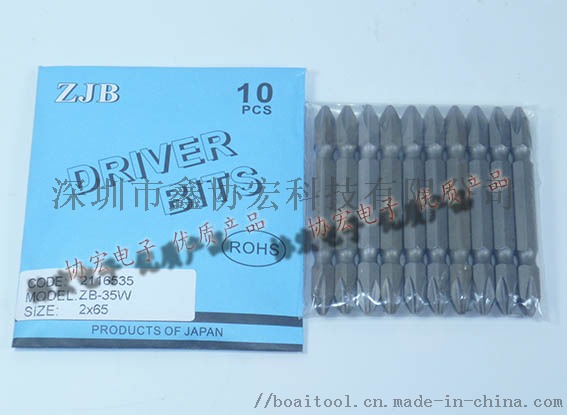 ZJB
10
PCS
DRIVER
BITS
深圳市鑫协宏科技有限公司
协宏电子 优质产品
协宏电子 优质产品
ROHS
CODE: 2116535
MODEL: ZB-35W
SIZE: 2x65
PRODUCTS OF JAPAN
https://boaitool.cn.made-in-china.com/